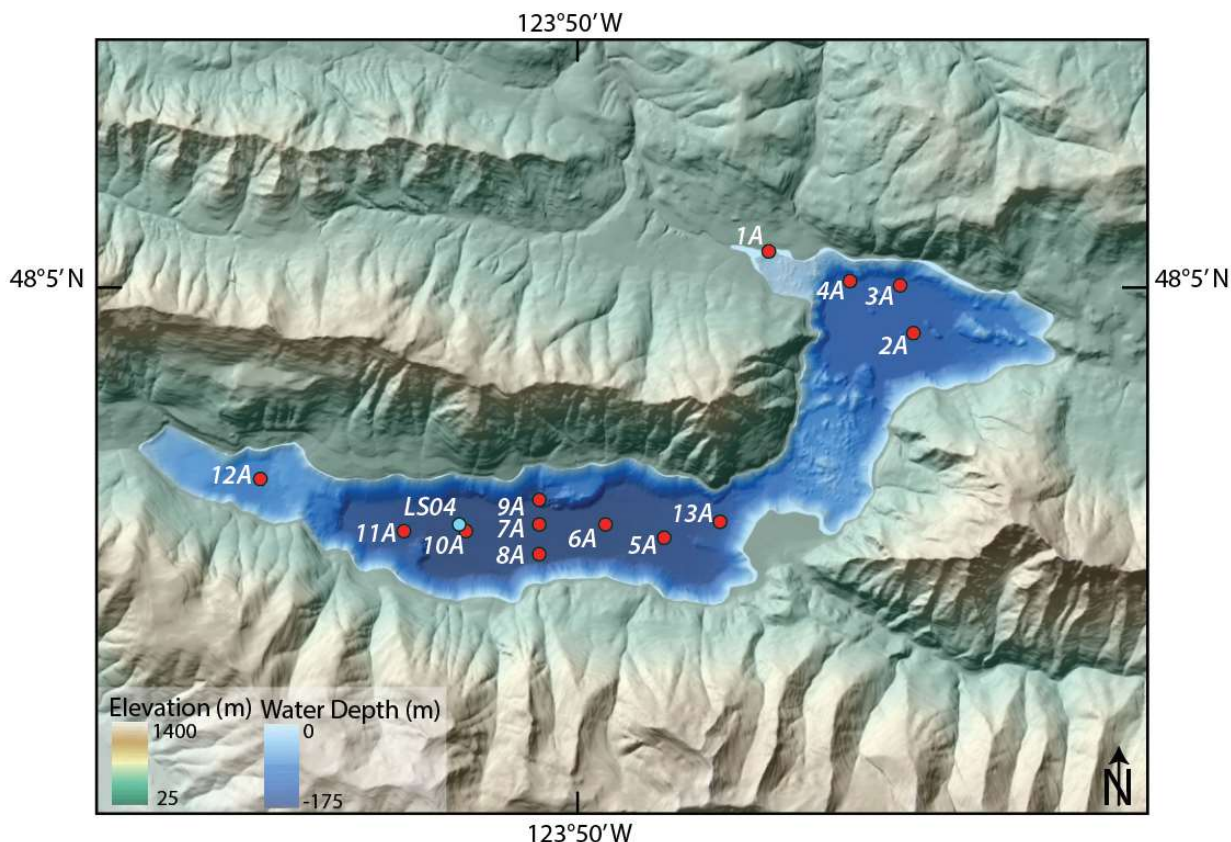 123°50′W
1A
48°5′N
48°5′N
4A
3A
2A
12A
LS04
9A
13A
11A
10A
7A
6A
5A
8A
Elevation (m)
Water Depth (m)
1400
0
25
-175
N
123°50′W